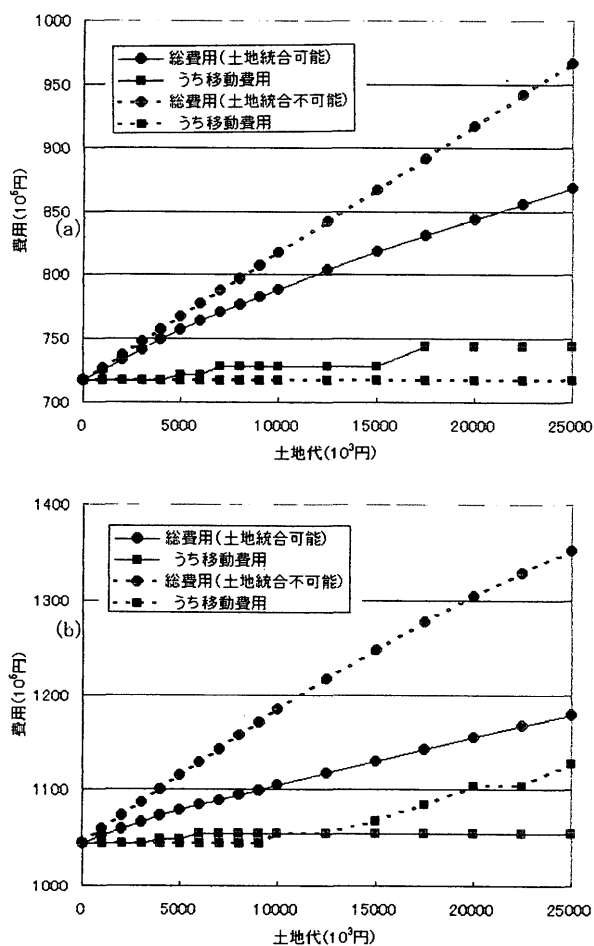 1000
950
900
850
800
750
700
費用(10⁶円)
(a)
総費用(土地統合可能)
うち移動費用
総費用(土地統合不可能)
うち移動費用
0 5000 10000 15000 20000 25000
土地代(10³円)
1400
1300
1200
1100
1000
費用(10⁶円)
(b)
総費用(土地統合可能)
うち移動費用
総費用(土地統合不可能)
うち移動費用
0 5000 10000 15000 20000 25000
土地代(10³円)